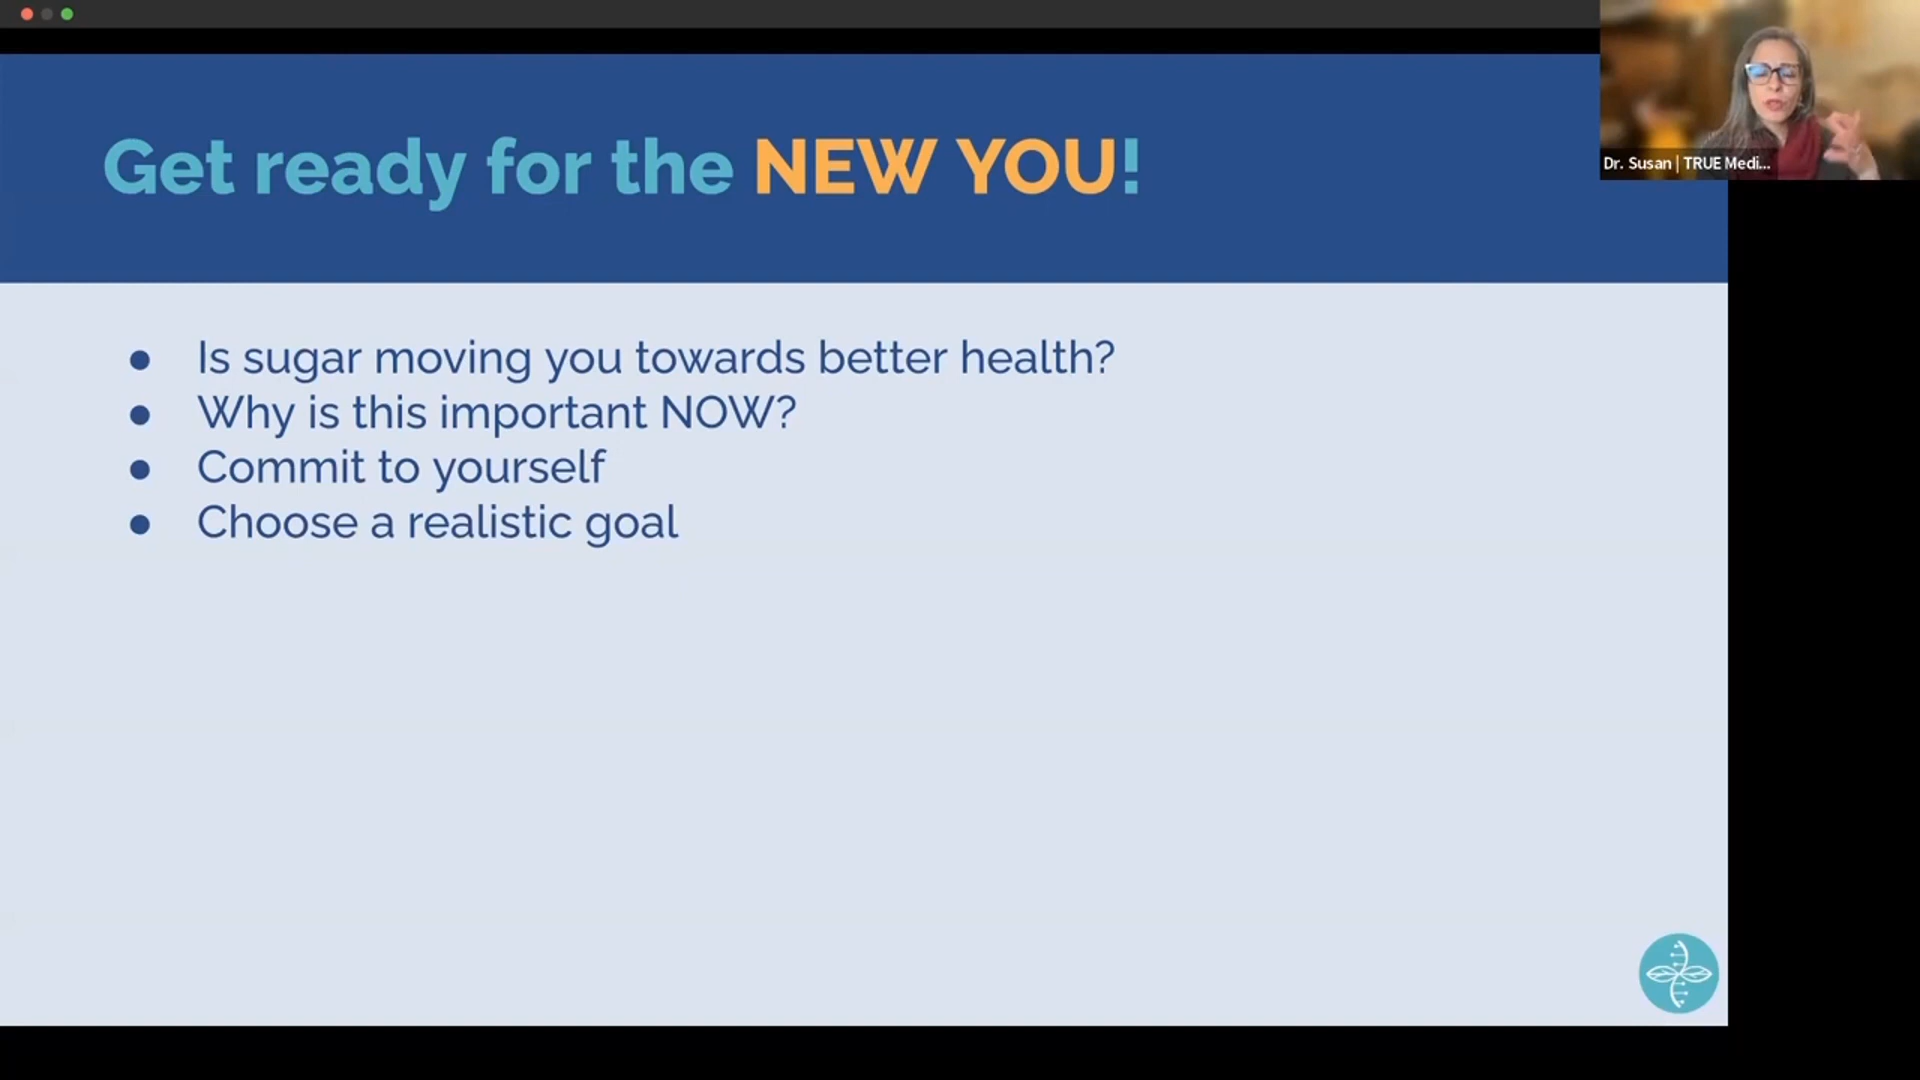 Get ready for the NEW YOU!
Dr. Susan | TRUE Medi...
● Is sugar moving you towards better health?
● Why is this important NOW?
● Commit to yourself
● Choose a realistic goal